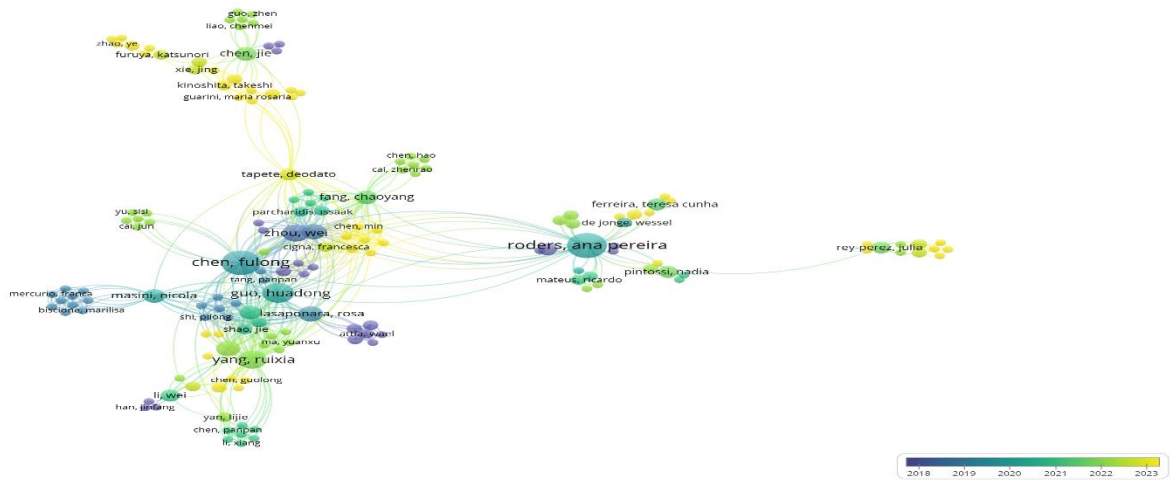 guo, zhen
liao, chenmei
zhao, ye
furuya, katsunori
chen, jie
xie, jing
kinoshita, takeshi
guarini, maria rosaria
chen, hao
cai, zhenrao
tapete, deodato
fang, chaoyang
ferreira, teresa cunha
yu, sisi
cai, jun
parcharidis, issaak
chen, min
de jonge, wessel
zhou, wei
cigna, francesca
roders, ana pereira
rey-perez, julia
chen, fulong
tang, panpan
mateus, ricardo
pintossi, nadia
mercurio, franca
biscione, marilisa
masini, nicola
guo, huadong
shi, pilong
lasaponara, rosa
shao, jie
attia, wael
ma, yuanxu
yang, ruixia
chen, guolong
li, wei
han, jinfang
yan, lijie
chen, panpan
li, xiang
2018 2019 2020 2021 2022 2023